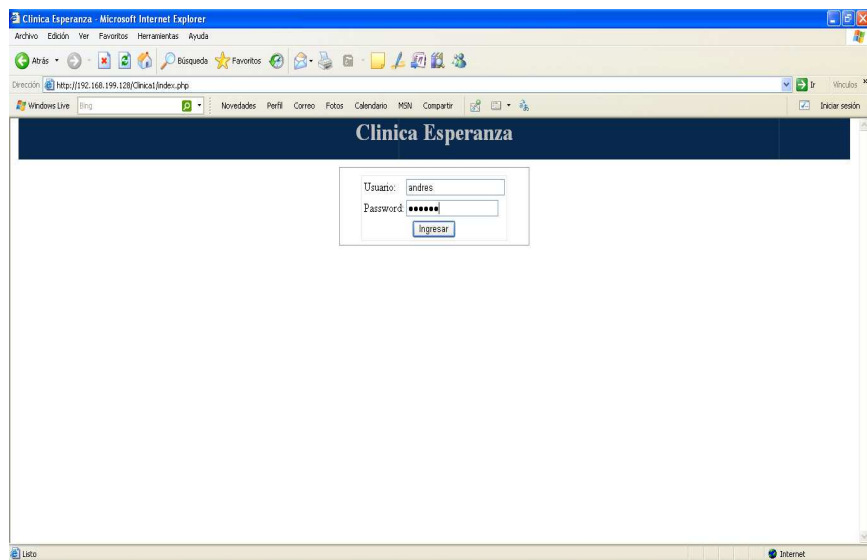 Clinica Esperanza - Microsoft Internet Explorer
Archivo Edición Ver Favoritos Herramientas Ayuda
Atrás Búsqueda Favoritos
Dirección http://192.168.199.128/Clinica1/index.php Ir Vínculos »
Windows Live Bing Novedades Perfil Correo Fotos Calendario MSN Compartir Iniciar sesión
Clinica Esperanza
Usuario: andres
Password: ••••••
Ingresar
Listo Internet